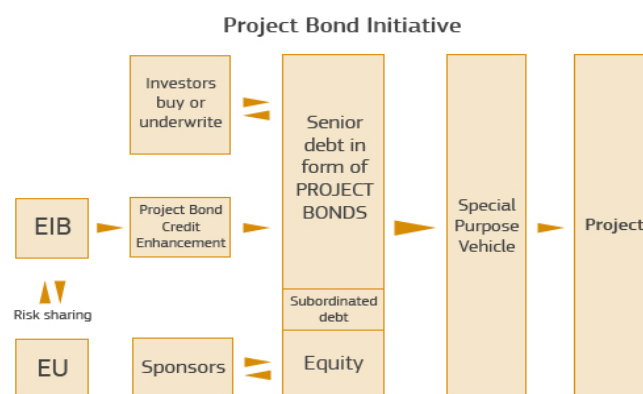 Project Bond Initiative
Investors
buy or
underwrite
Senior
debt in
form of
PROJECT
BONDS
EIB
Project Bond
Credit
Enhancement
Special
Purpose
Vehicle
Project
Risk sharing
Subordinated
debt
EU
Sponsors
Equity